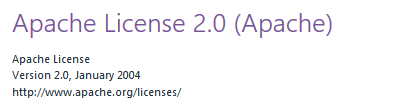 Apache License 2.0 (Apache)
Apache License
Version 2.0, January 2004
http://www.apache.org/licenses/